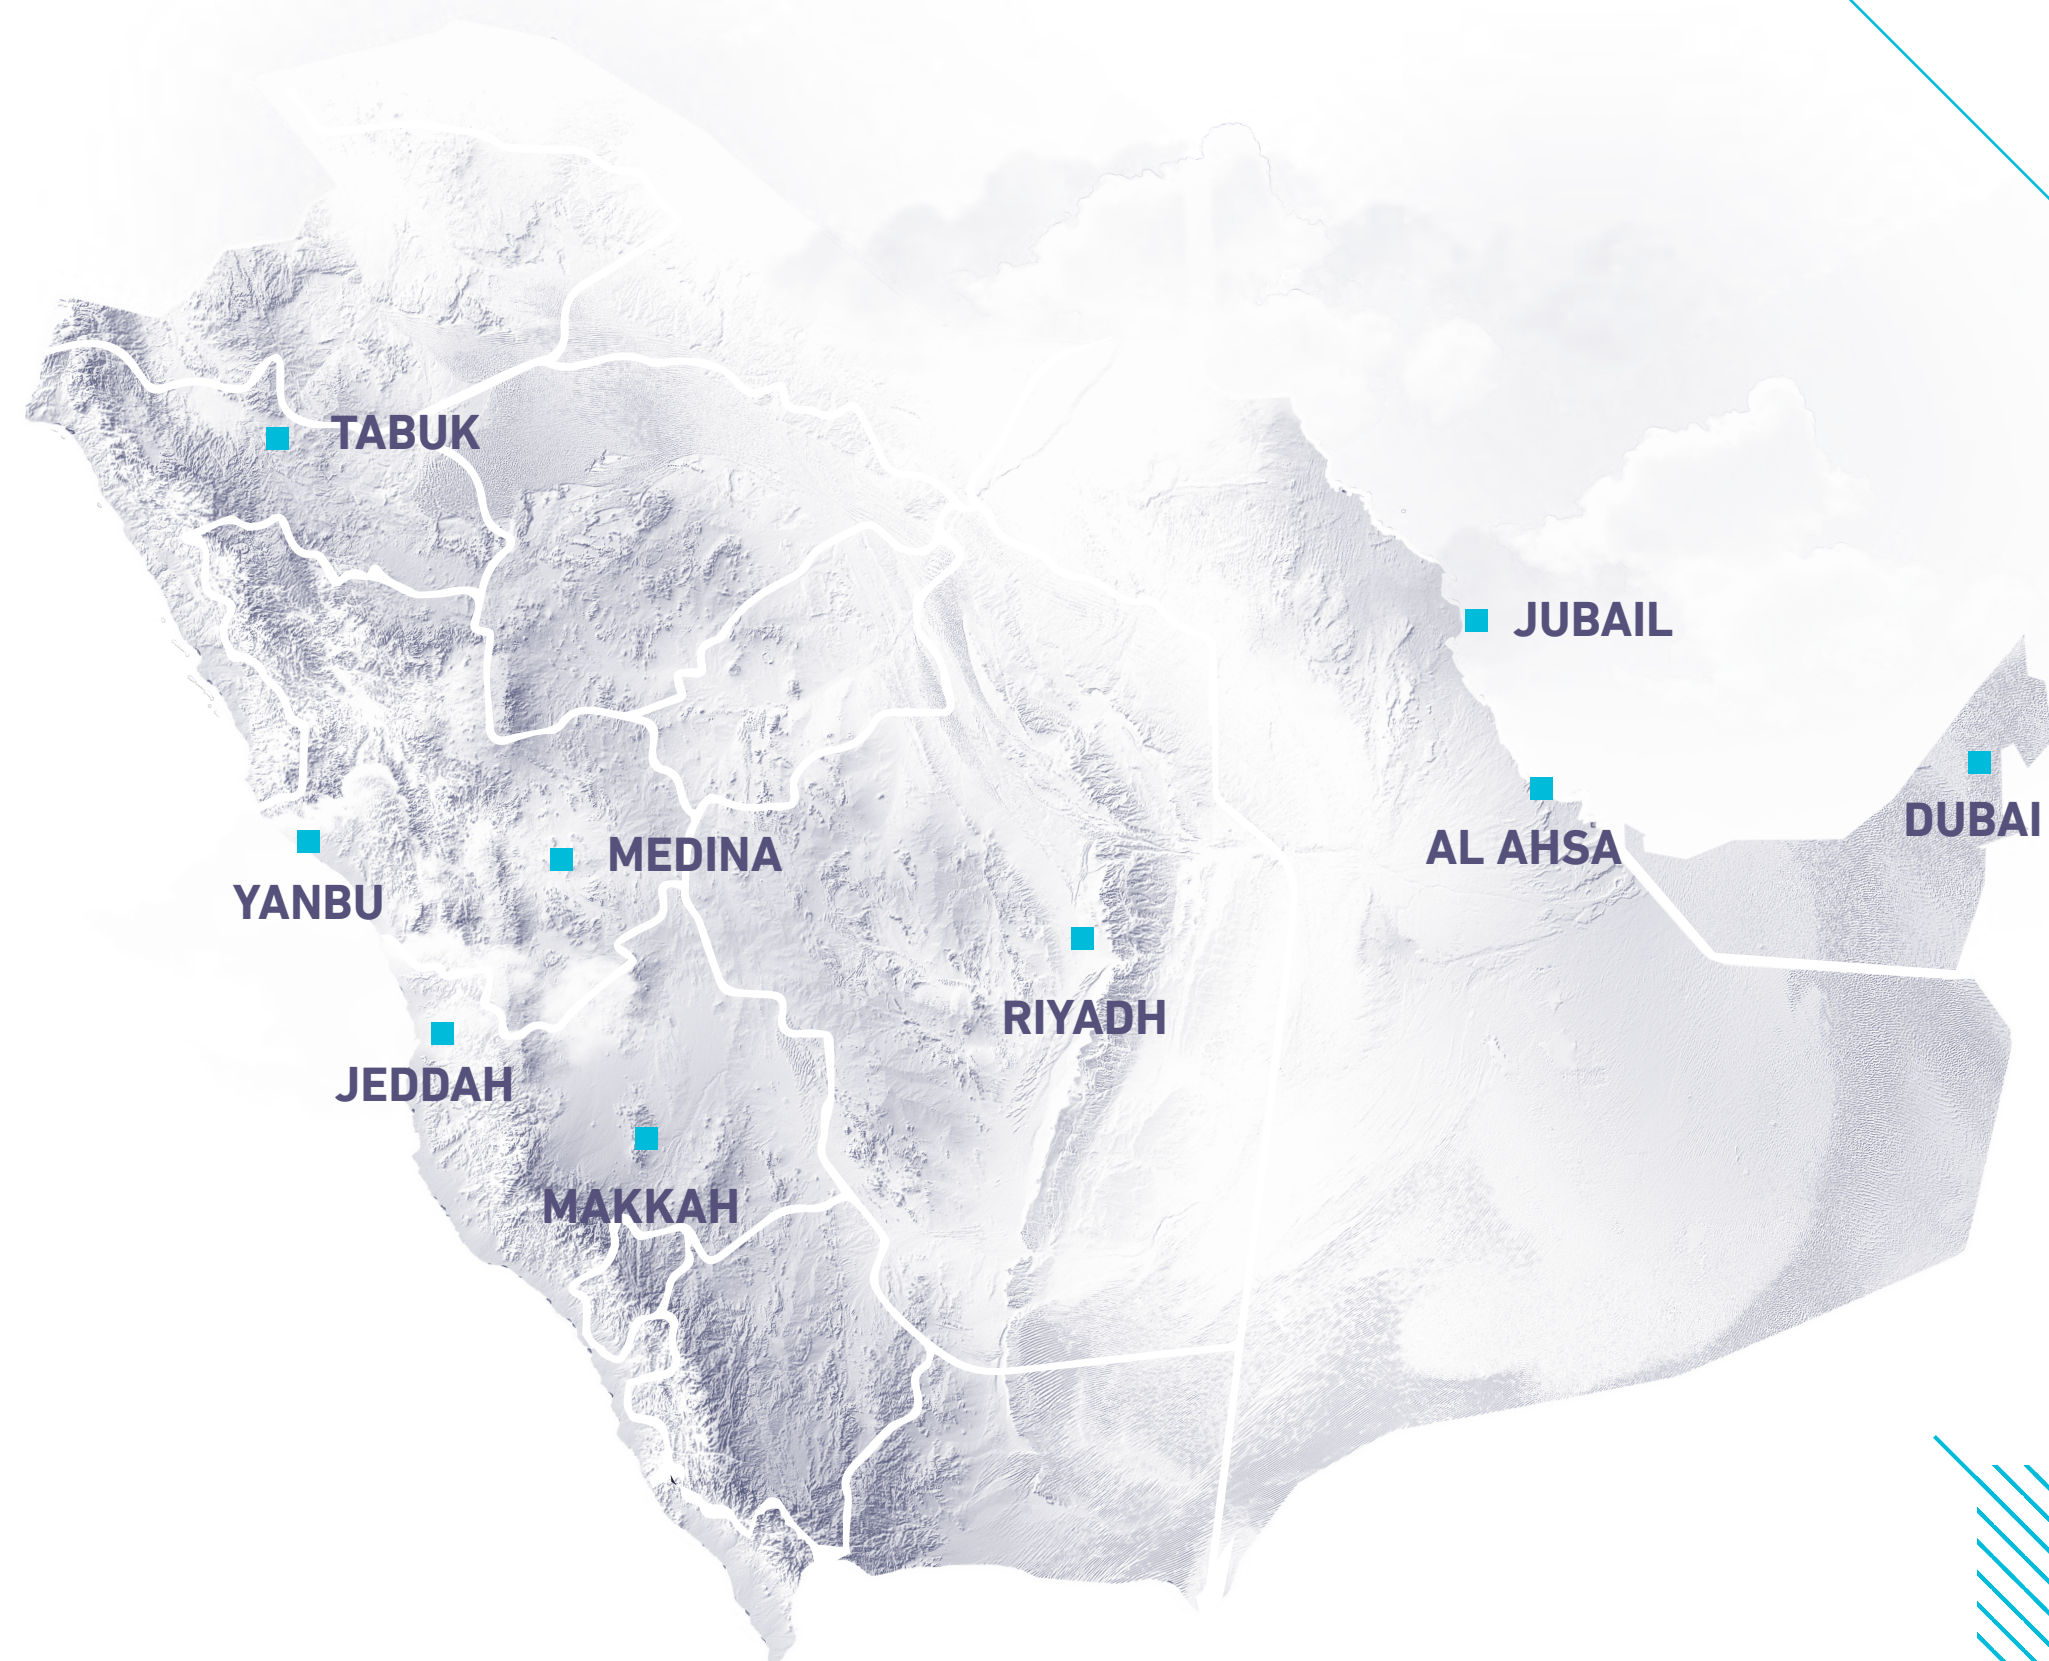 TABUK
JUBAIL
DUBAI
AL AHSA
MEDINA
YANBU
RIYADH
JEDDAH
MAKKAH